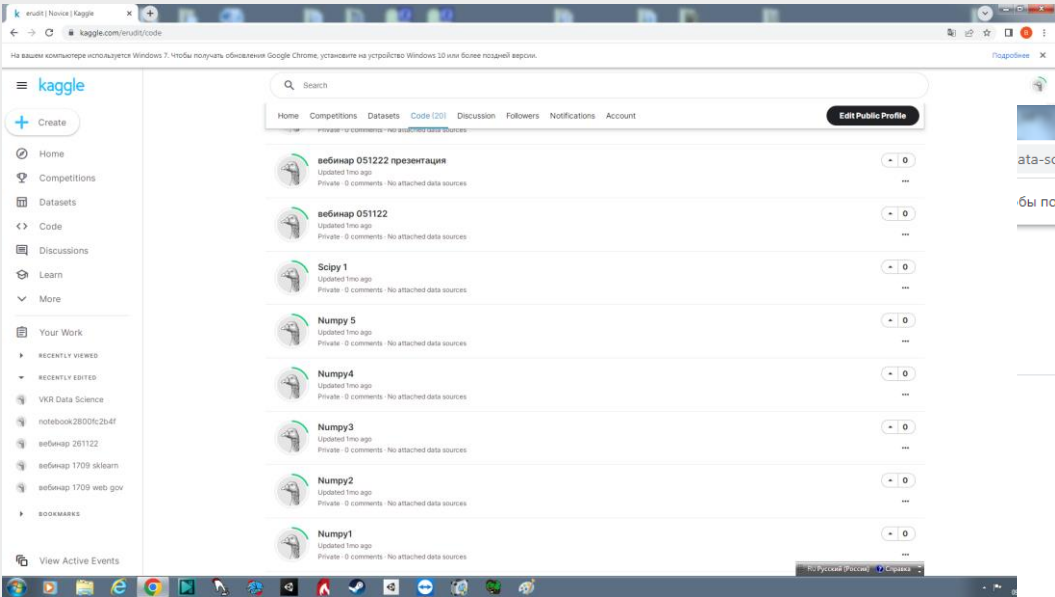 erudit | Novice | Kaggle
kaggle.com/erudit/code
На вашем компьютере используется Windows 7. Чтобы получать обновления Google Chrome, установите на устройство Windows 10 или более поздней версии.
Подробнее
kaggle
Search
Create
Home Competitions Datasets Code (20) Discussion Followers Notifications Account
Edit Public Profile
Private · 0 comments · No attached data sources
Home
Competitions
Datasets
Code
Discussions
Learn
More
Your Work
RECENTLY VIEWED
RECENTLY EDITED
VKR Data Science
notebook2800fc2b4f
вебинар 261122
вебинар 1709 sklearn
вебинар 1709 web gov
BOOKMARKS
View Active Events
вебинар 051222 презентация
0
Updated 1mo ago
Private · 0 comments · No attached data sources
вебинар 051122
0
Updated 1mo ago
Private · 0 comments · No attached data sources
Scipy 1
0
Updated 1mo ago
Private · 0 comments · No attached data sources
Numpy 5
0
Updated 1mo ago
Private · 0 comments · No attached data sources
Numpy4
0
Updated 1mo ago
Private · 0 comments · No attached data sources
Numpy3
0
Updated 1mo ago
Private · 0 comments · No attached data sources
Numpy2
0
Updated 1mo ago
Private · 0 comments · No attached data sources
Numpy1
0
Updated 1mo ago
Private · 0 comments · No attached data sources
RU Русский (Россия) Справка
ata-sc
бы по